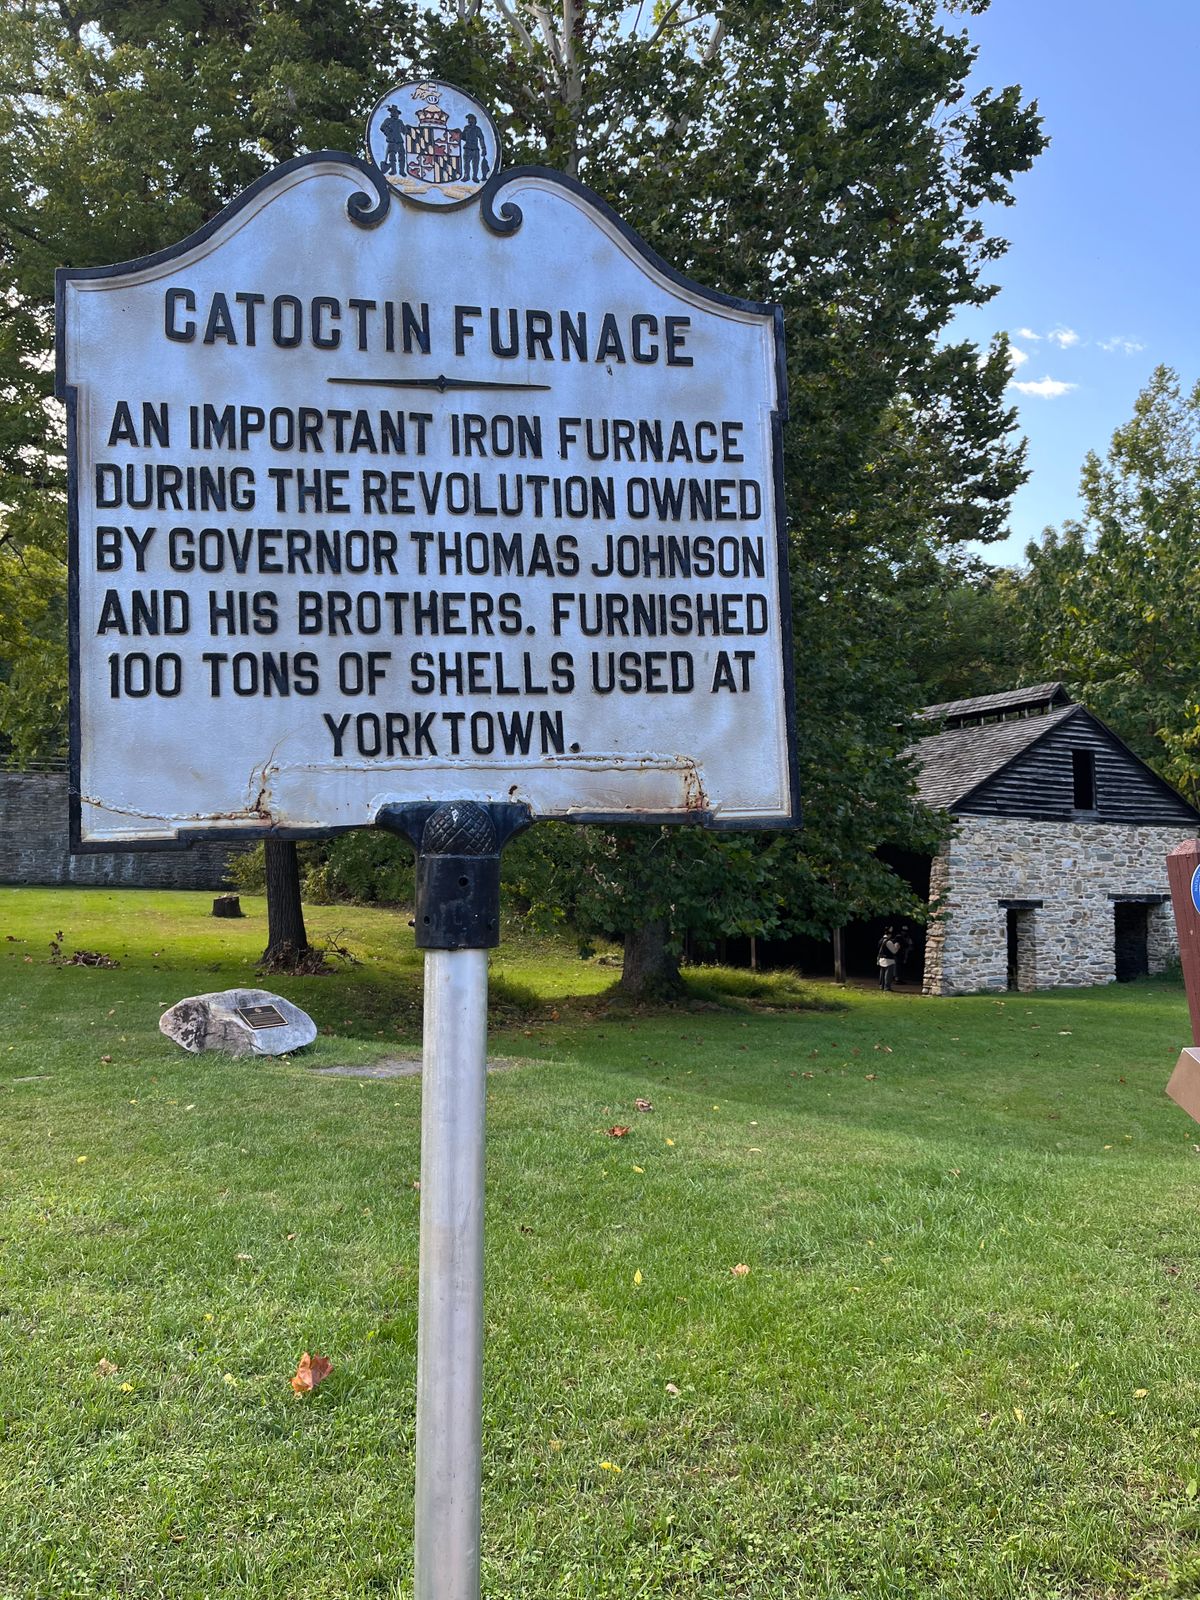 CATOCTIN FURNACE
AN IMPORTANT IRON FURNACE
DURING THE REVOLUTION OWNED
BY GOVERNOR THOMAS JOHNSON
AND HIS BROTHERS. FURNISHED
100 TONS OF SHELLS USED AT
YORKTOWN.